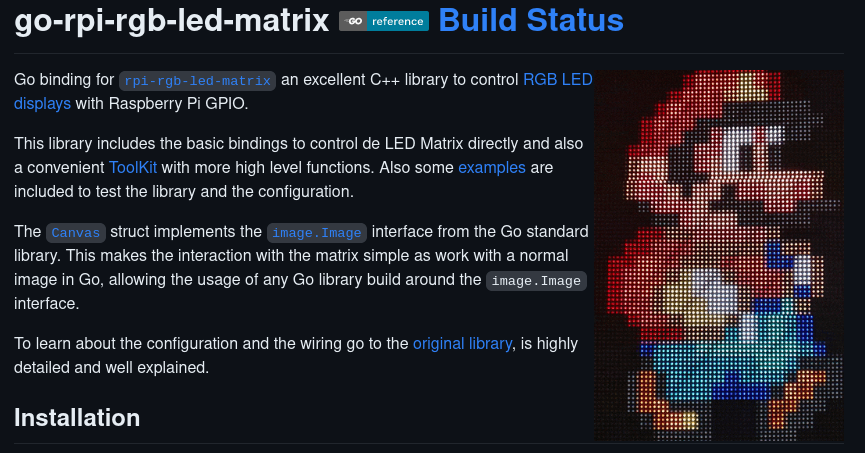 go-rpi-rgb-led-matrix GO reference Build Status
Go binding for rpi-rgb-led-matrix an excellent C++ library to control RGB LED
displays with Raspberry Pi GPIO.
This library includes the basic bindings to control de LED Matrix directly and also
a convenient ToolKit with more high level functions. Also some examples are
included to test the library and the configuration.
The Canvas struct implements the image.Image interface from the Go standard
library. This makes the interaction with the matrix simple as work with a normal
image in Go, allowing the usage of any Go library build around the image.Image
interface.
To learn about the configuration and the wiring go to the original library, is highly
detailed and well explained.
Installation